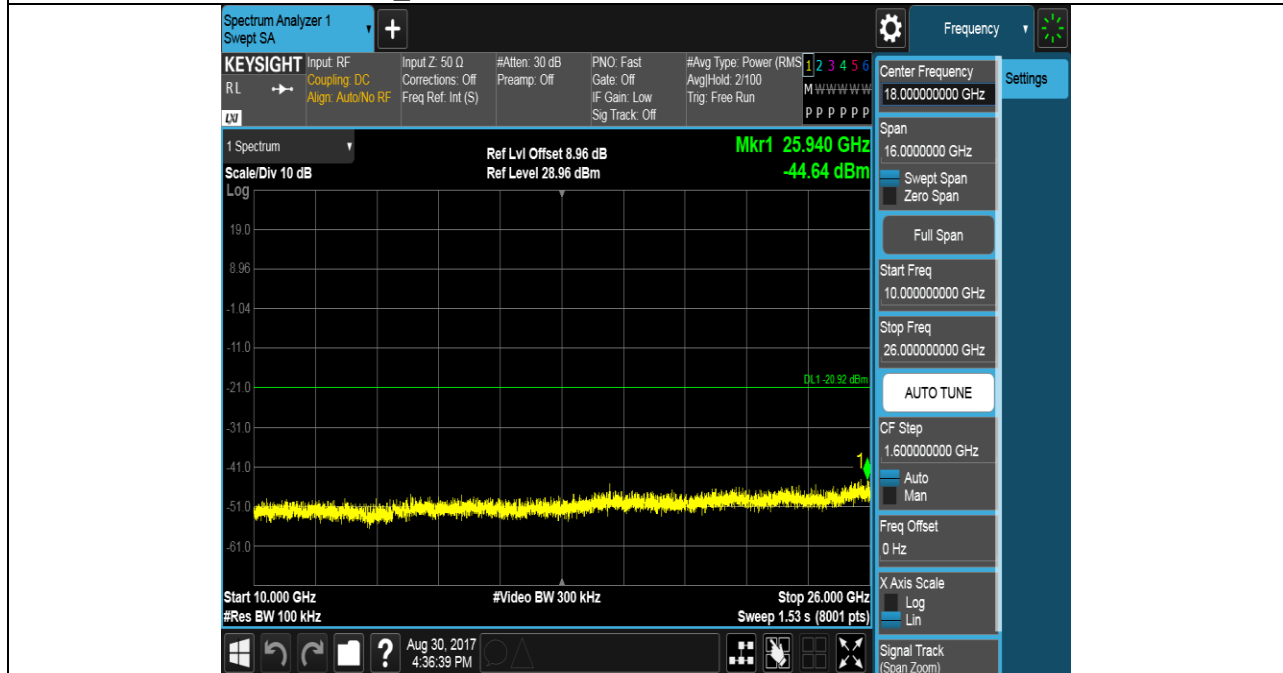 Spectrum Analyzer 1
Swept SA
+
Frequency
KEYSIGHT
RL
LXI
Input: RF
Coupling: DC
Align: Auto/No RF
Input Z: 50 Ω
Corrections: Off
Freq Ref: Int (S)
#Atten: 30 dB
Preamp: Off
PNO: Fast
Gate: Off
IF Gain: Low
Sig Track: Off
#Avg Type: Power (RMS
Avg|Hold: 2/100
Trig: Free Run
1 2 3 4 5 6
M W W W W W
P P P P P P
Center Frequency
18.000000000 GHz
Settings
1 Spectrum
Scale/Div 10 dB
Ref Lvl Offset 8.96 dB
Ref Level 28.96 dBm
Mkr1 25.940 GHz
-44.64 dBm
Log
19.0
8.96
-1.04
-11.0
-21.0
-31.0
-41.0
-51.0
-61.0
DL1 -20.92 dBm
1
Start 10.000 GHz
#Res BW 100 kHz
#Video BW 300 kHz
Stop 26.000 GHz
Sweep 1.53 s (8001 pts)
Span
16.0000000 GHz
Swept Span
Zero Span
Full Span
Start Freq
10.000000000 GHz
Stop Freq
26.000000000 GHz
AUTO TUNE
CF Step
1.600000000 GHz
Auto
Man
Freq Offset
0 Hz
X Axis Scale
Log
Lin
Signal Track
(Span Zoom)
?
Aug 30, 2017
4:36:39 PM